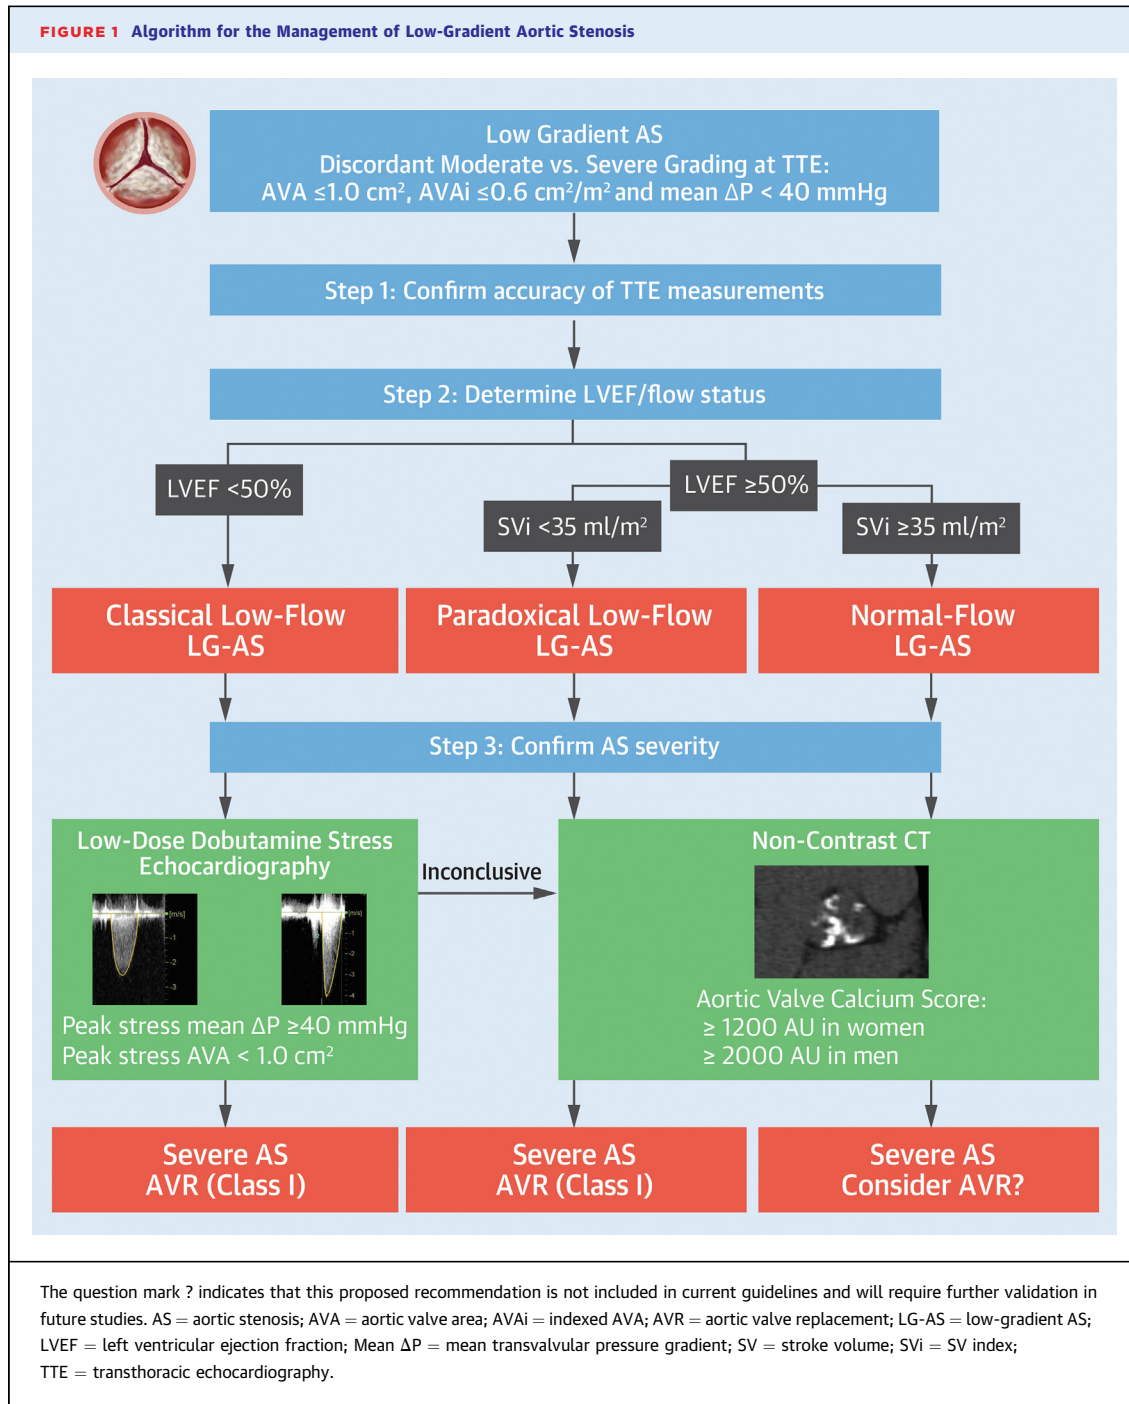 FIGURE 1 Algorithm for the Management of Low-Gradient Aortic Stenosis
Low Gradient AS
Discordant Moderate vs. Severe Grading at TTE:
AVA ≤1.0 cm², AVAi ≤0.6 cm²/m² and mean ΔP < 40 mmHg
Step 1: Confirm accuracy of TTE measurements
Step 2: Determine LVEF/flow status
LVEF <50%
LVEF ≥50%
SVi <35 ml/m²
SVi ≥35 ml/m²
Classical Low-Flow
LG-AS
Paradoxical Low-Flow
LG-AS
Normal-Flow
LG-AS
Step 3: Confirm AS severity
Low-Dose Dobutamine Stress
Echocardiography
[m/s]
-1
-2
-3
[m/s]
-1
-2
-3
-4
Peak stress mean ΔP ≥40 mmHg
Peak stress AVA < 1.0 cm²
Inconclusive
Non-Contrast CT
Aortic Valve Calcium Score:
≥ 1200 AU in women
≥ 2000 AU in men
Severe AS
AVR (Class I)
Severe AS
AVR (Class I)
Severe AS
Consider AVR?
The question mark ? indicates that this proposed recommendation is not included in current guidelines and will require further validation in
future studies. AS = aortic stenosis; AVA = aortic valve area; AVAi = indexed AVA; AVR = aortic valve replacement; LG-AS = low-gradient AS;
LVEF = left ventricular ejection fraction; Mean ΔP = mean transvalvular pressure gradient; SV = stroke volume; SVi = SV index;
TTE = transthoracic echocardiography.